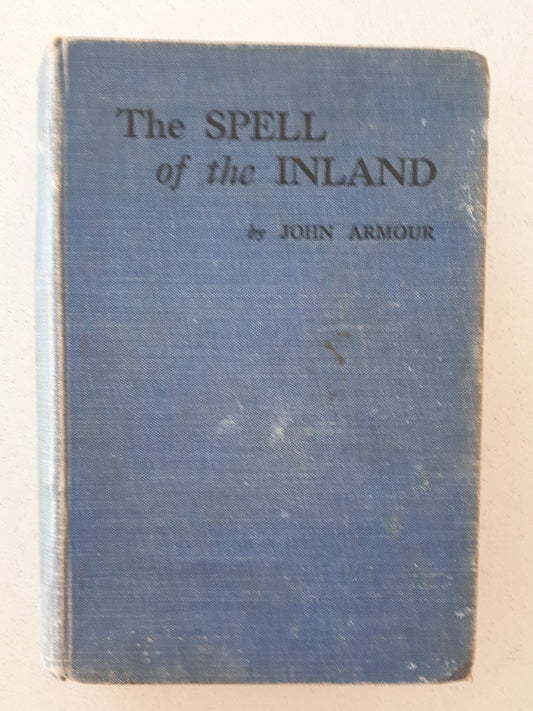 The SPELL
of the INLAND
by JOHN ARMOUR